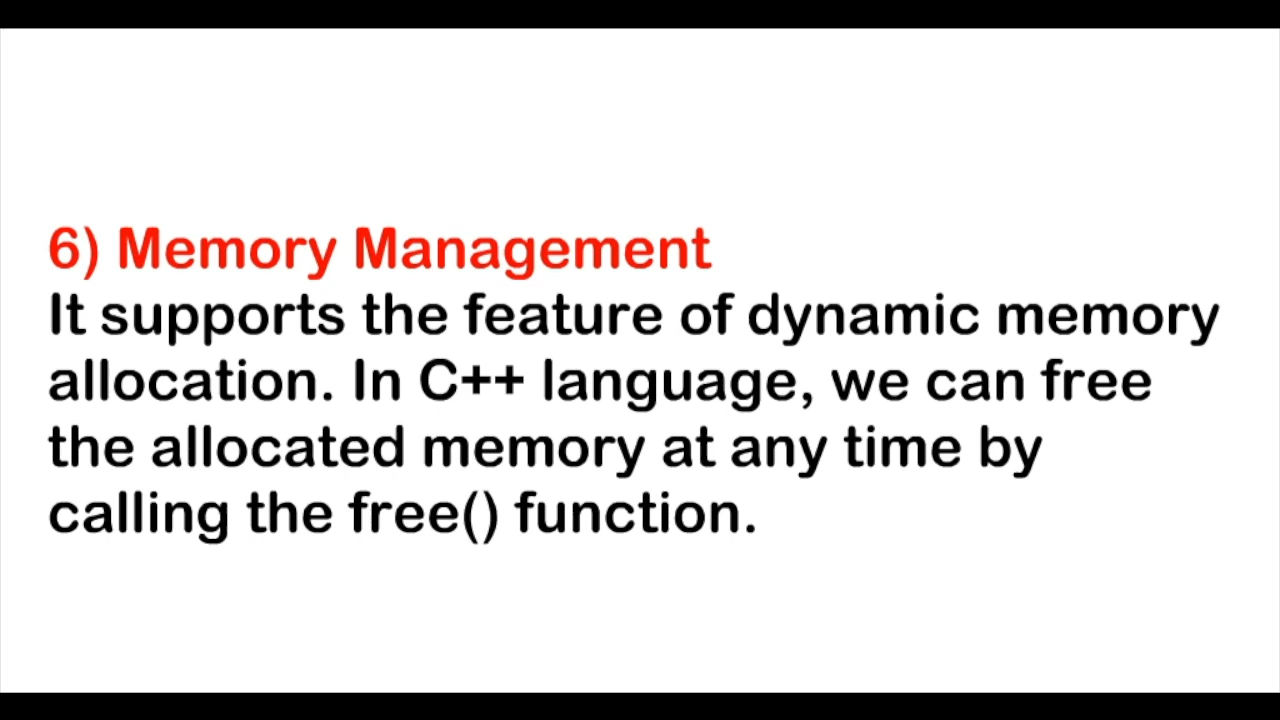 6) Memory Management
It supports the feature of dynamic memory
allocation. In C++ language, we can free
the allocated memory at any time by
calling the free() function.